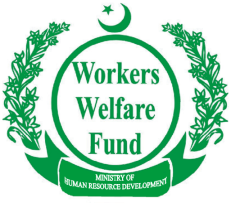 Workers
Welfare
Fund
MINISTRY OF
HUMAN RESOURCE DEVELOPMENT